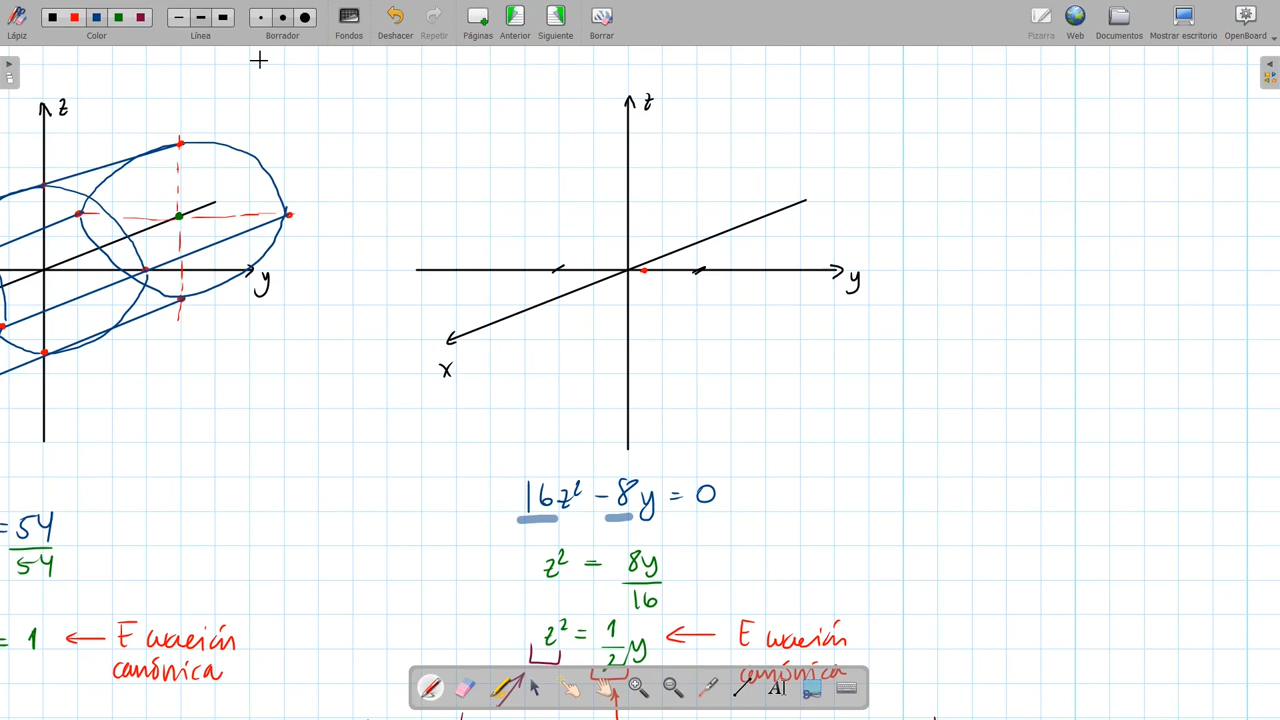 Lápiz
Color
Línea
Borrador
Fondos
Deshacer
Repetir
Páginas
Anterior
Siguiente
Borrar
Pizarra
Web
Documentos
Mostrar escritorio
OpenBoard
z
y
z
y
x
= 54
54
= 1 ← Ecuación
canónica
16z² - 8y = 0
z² = 8y
16
z² = 1/2 y ← Ecuación
canónica